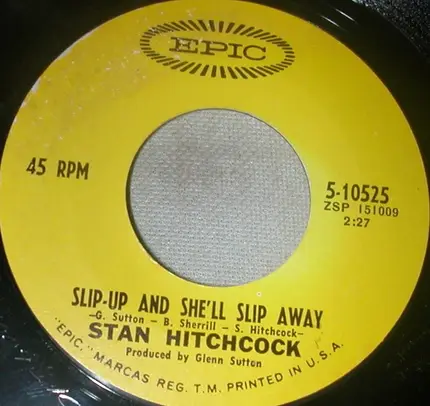 EPIC
45 RPM
5-10525
ZSP 151009
2:27
SLIP-UP AND SHE'LL SLIP AWAY
-G. Sutton - B. Sherrill - S. Hitchcock-
STAN HITCHCOCK
Produced by Glenn Sutton
"EPIC," MARCAS REG. T.M. PRINTED IN U.S.A.